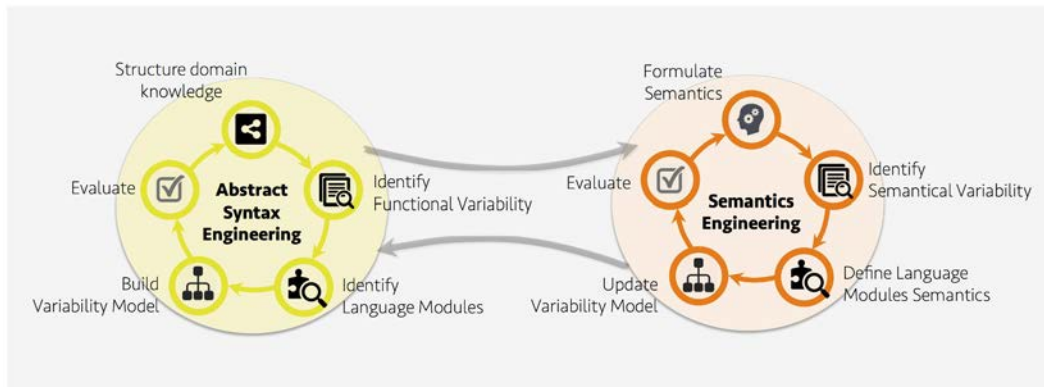 Structure domain
knowledge
Identify
Functional Variability
Identify
Language Modules
Build
Variability Model
Evaluate
Abstract
Syntax
Engineering
Formulate
Semantics
Identify
Semantical Variability
Define Language
Modules Semantics
Update
Variability Model
Evaluate
Semantics
Engineering